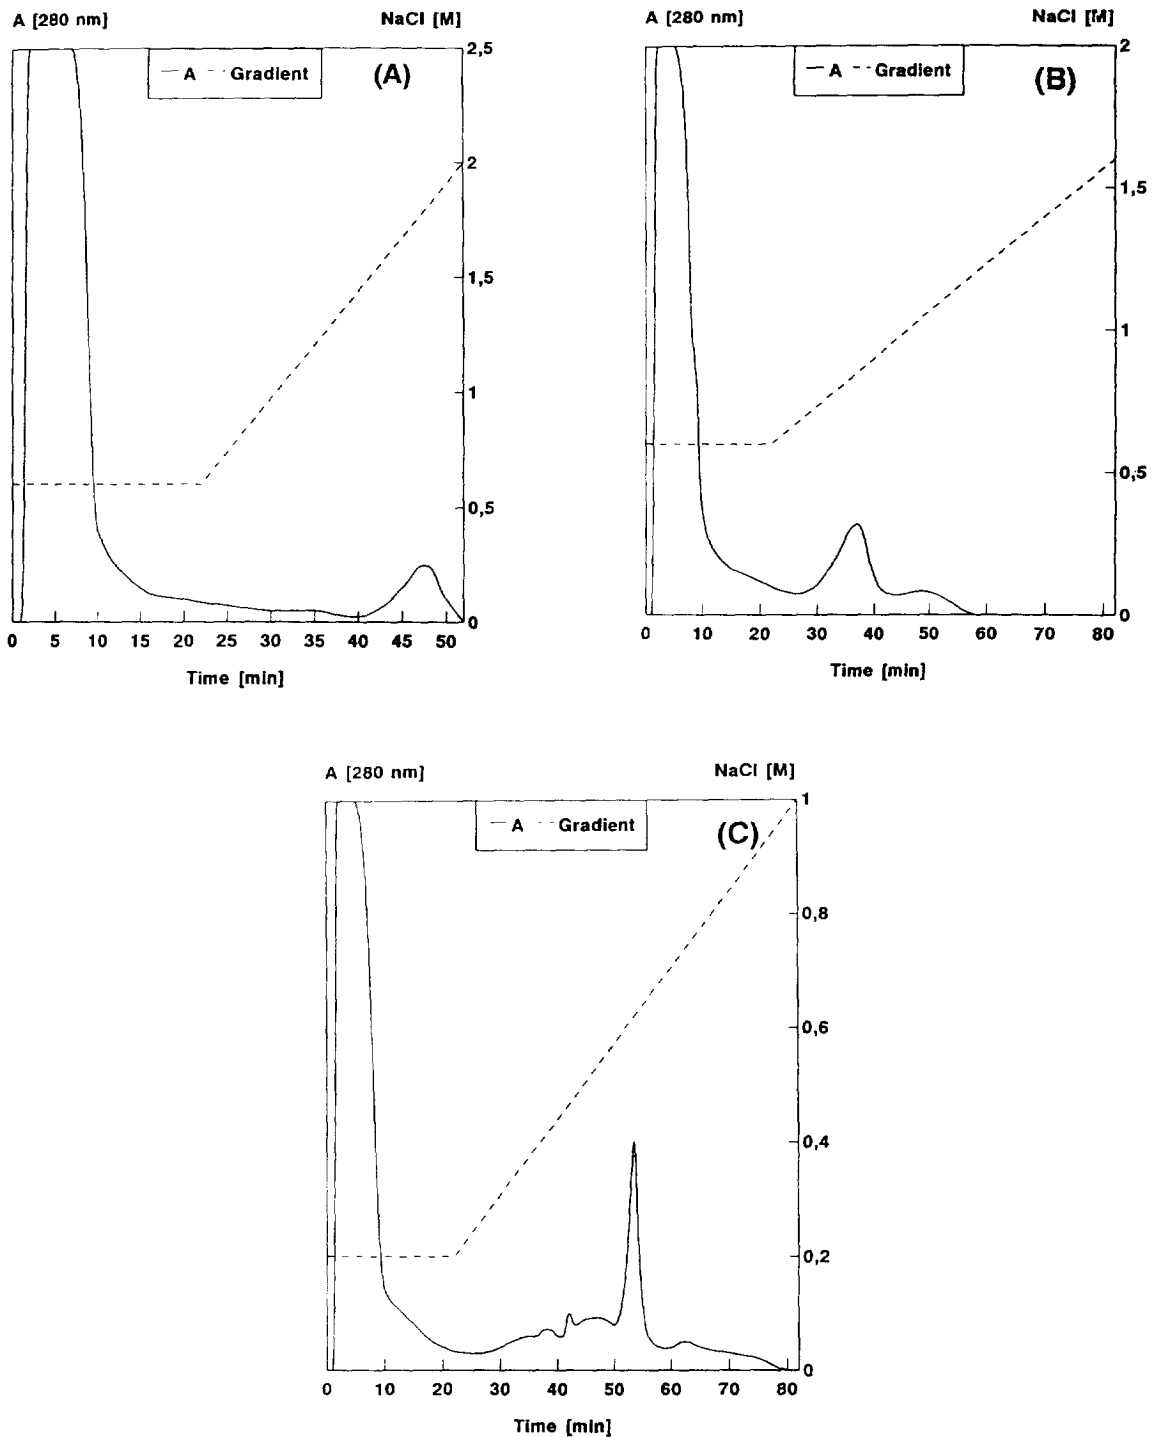 A [280 nm] NaCl [M]
A Gradient
(A)
2,5
2
1,5
1
0,5
0
0 5 10 15 20 25 30 35 40 45 50
Time [min]
A [280 nm] NaCl [M]
A Gradient
(B)
2
1,5
1
0,5
0
0 10 20 30 40 50 60 70 80
Time [min]
A [280 nm] NaCl [M]
A Gradient
(C)
1
0,8
0,6
0,4
0,2
0
0 10 20 30 40 50 60 70 80
Time [min]